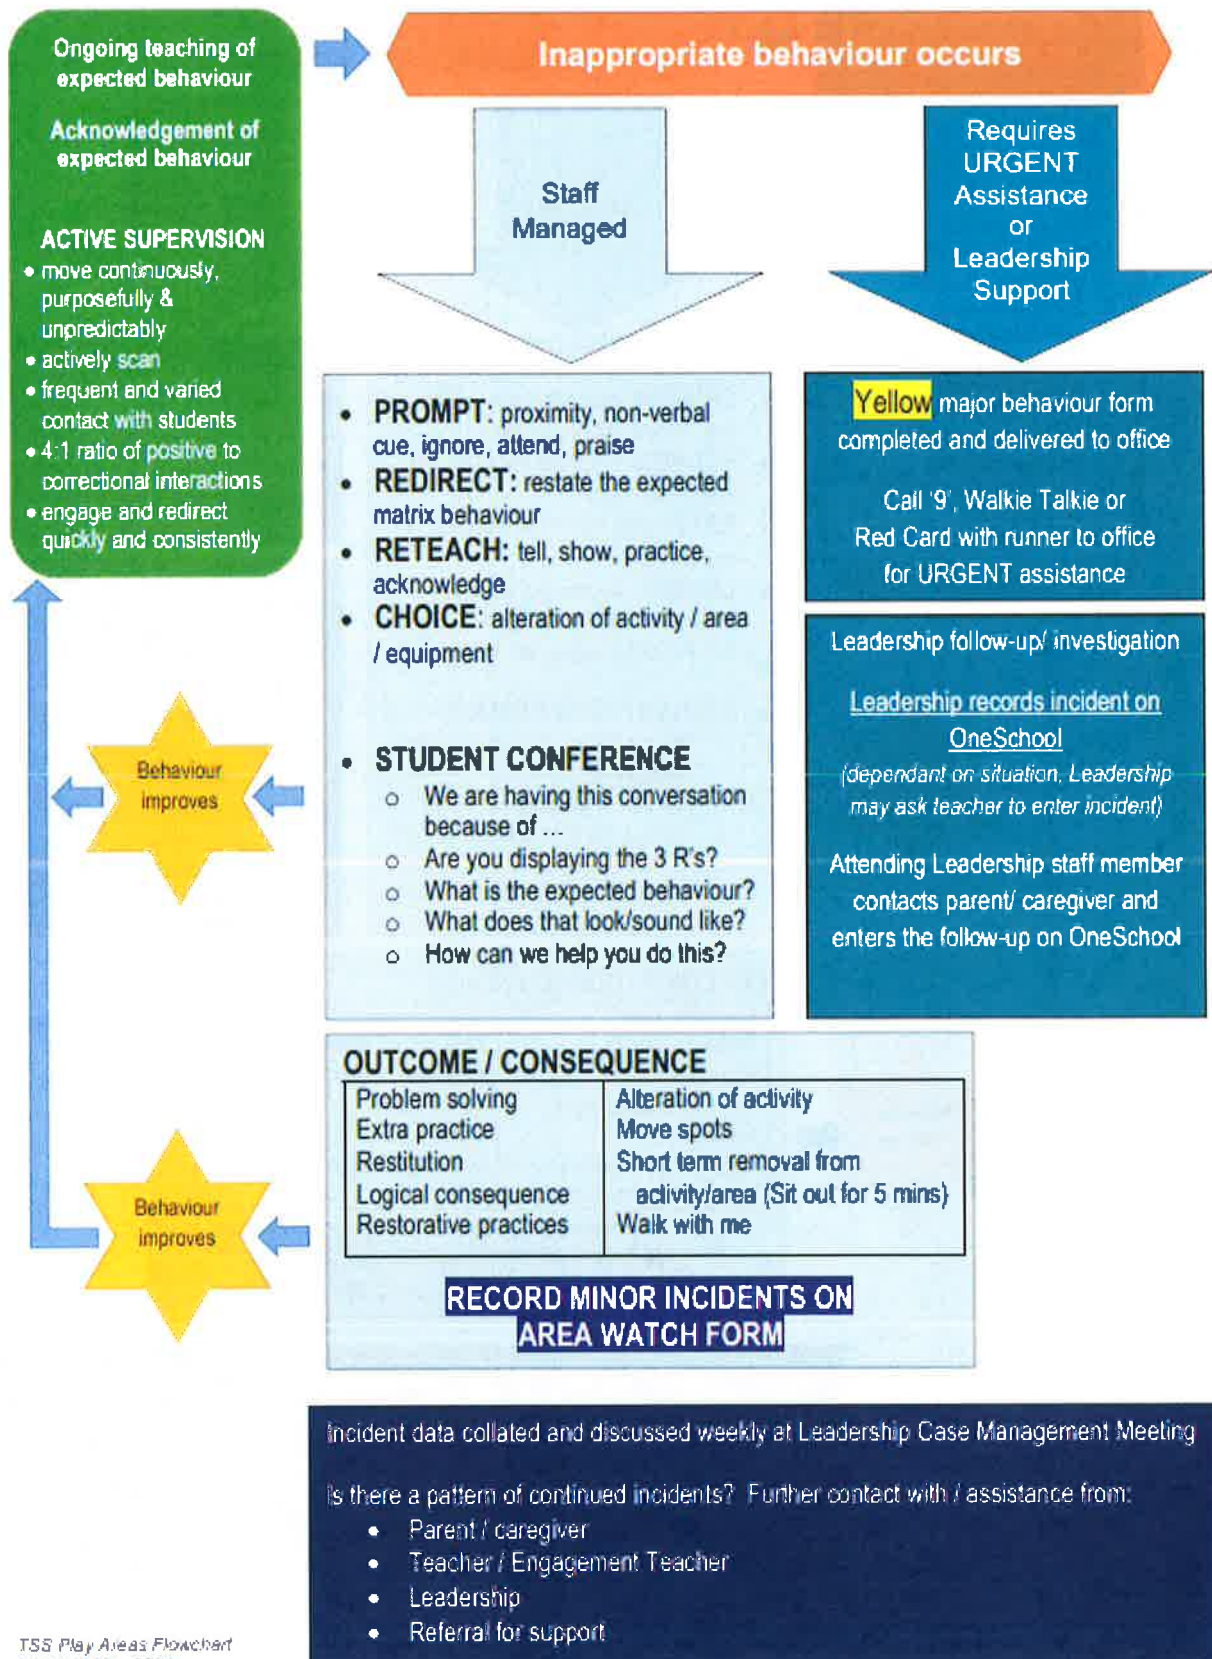 Ongoing teaching of
expected behaviour
Acknowledgement of
expected behaviour
ACTIVE SUPERVISION
• move continuously,
purposefully &
unpredictably
• actively scan
• frequent and varied
contact with students
• 4:1 ratio of positive to
correctional interactions
• engage and redirect
quickly and consistently
Inappropriate behaviour occurs
Staff
Managed
Requires
URGENT
Assistance
or
Leadership
Support
• PROMPT: proximity, non-verbal
cue, ignore, attend, praise
• REDIRECT: restate the expected
matrix behaviour
• RETEACH: tell, show, practice,
acknowledge
• CHOICE: alteration of activity / area
/ equipment
• STUDENT CONFERENCE
o We are having this conversation
because of ...
o Are you displaying the 3 R's?
o What is the expected behaviour?
o What does that look/sound like?
o How can we help you do this?
Yellow major behaviour form
completed and delivered to office
Call '9', Walkie Talkie or
Red Card with runner to office
for URGENT assistance
Leadership follow-up/ investigation
Leadership records incident on
OneSchool
(dependant on situation, Leadership
may ask teacher to enter incident)
Attending Leadership staff member
contacts parent/ caregiver and
enters the follow-up on OneSchool
Behaviour
improves
OUTCOME / CONSEQUENCE
Problem solving
Extra practice
Restitution
Logical consequence
Restorative practices
Alteration of activity
Move spots
Short term removal from
activity/area (Sit out for 5 mins)
Walk with me
RECORD MINOR INCIDENTS ON
AREA WATCH FORM
Behaviour
improves
Incident data collated and discussed weekly at Leadership Case Management Meeting
Is there a pattern of continued incidents? Further contact with / assistance from:
• Parent / caregiver
• Teacher / Engagement Teacher
• Leadership
• Referral for support
TSS Play Areas Flowchart